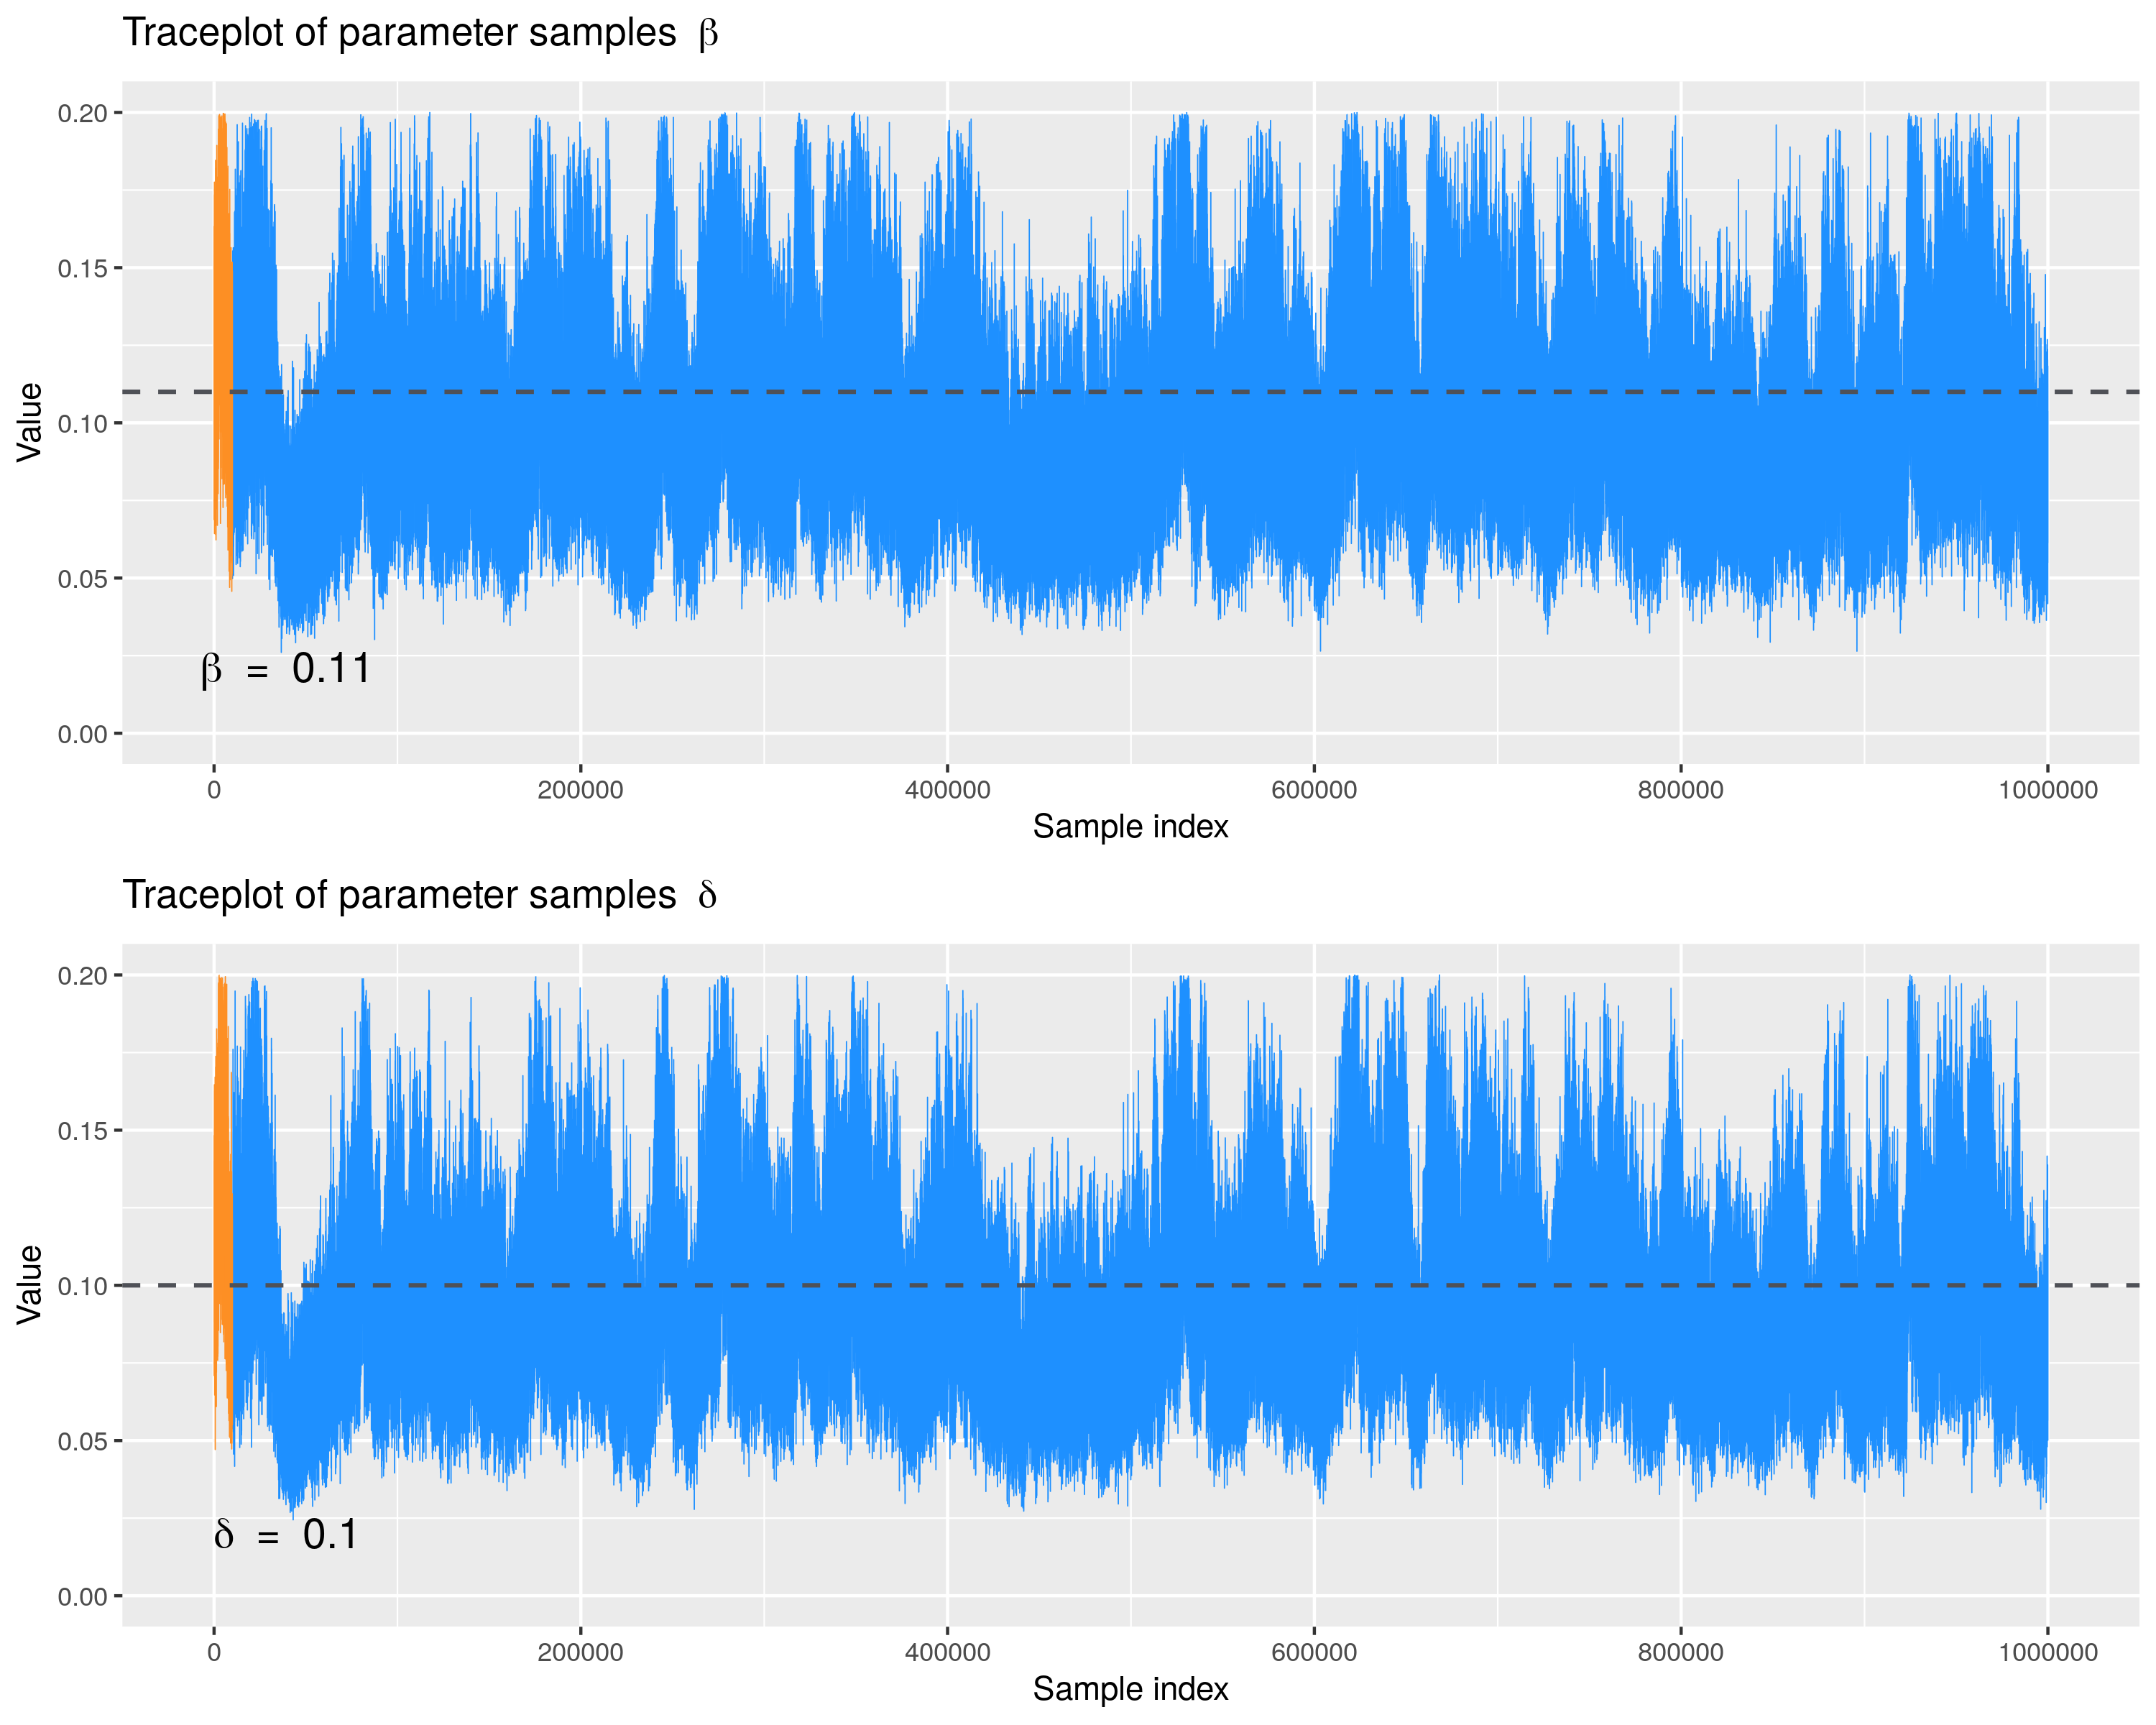 Traceplot of parameter samples β
Value
0.20
0.15
0.10
0.05
0.00
β = 0.11
0 200000 400000 600000 800000 1000000
Sample index
Traceplot of parameter samples δ
Value
0.20
0.15
0.10
0.05
0.00
δ = 0.1
0 200000 400000 600000 800000 1000000
Sample index